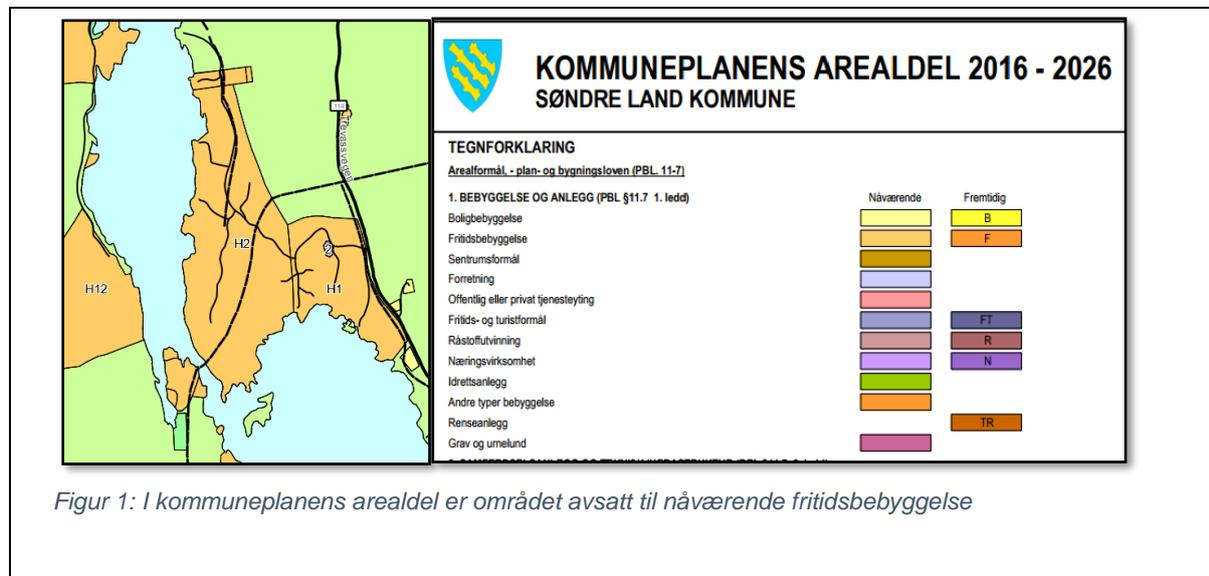 114
Trevassvegen
H2
2
H12
H1
KOMMUNEPLANENS AREALDEL 2016 - 2026
SØNDRE LAND KOMMUNE
TEGNFORKLARING
Arealformål, - plan- og bygningsloven (PBL. 11-7)
1. BEBYGGELSE OG ANLEGG (PBL §11.7 1. ledd) Nåværende Fremtidig
Boligbebyggelse B
Fritidsbebyggelse F
Sentrumsformål
Forretning
Offentlig eller privat tjenesteyting
Fritids- og turistformål FT
Råstoffutvinning R
Næringsvirksomhet N
Idrettsanlegg
Andre typer bebyggelse
Renseanlegg TR
Grav og urnelund
Figur 1: I kommuneplanens arealdel er området avsatt til nåværende fritidsbebyggelse